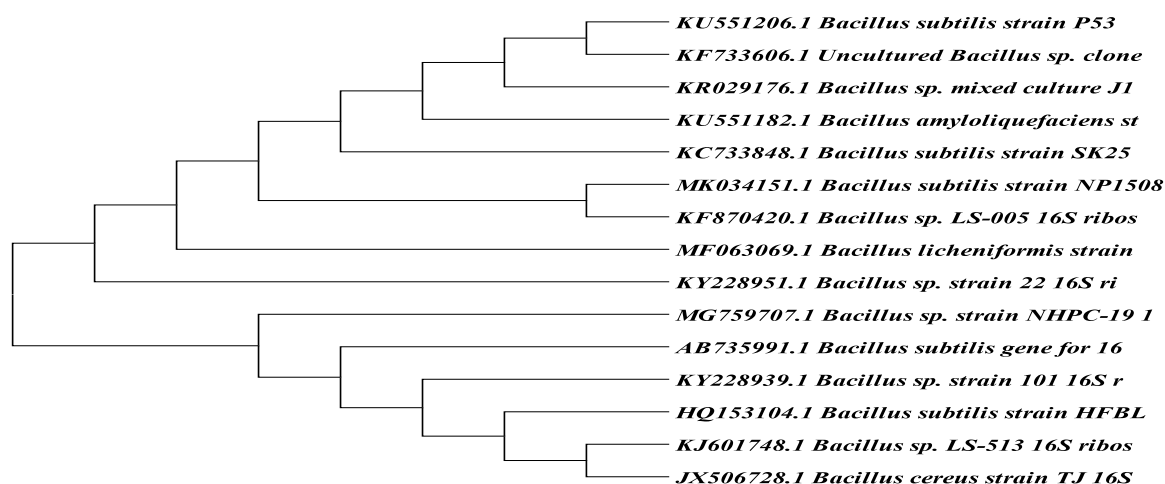 KU551206.1 Bacillus subtilis strain P53
KF733606.1 Uncultured Bacillus sp. clone
KR029176.1 Bacillus sp. mixed culture J1
KU551182.1 Bacillus amyloliquefaciens st
KC733848.1 Bacillus subtilis strain SK25
MK034151.1 Bacillus subtilis strain NP1508
KF870420.1 Bacillus sp. LS-005 16S ribos
MF063069.1 Bacillus licheniformis strain
KY228951.1 Bacillus sp. strain 22 16S ri
MG759707.1 Bacillus sp. strain NHPC-19 1
AB735991.1 Bacillus subtilis gene for 16
KY228939.1 Bacillus sp. strain 101 16S r
HQ153104.1 Bacillus subtilis strain HFBL
KJ601748.1 Bacillus sp. LS-513 16S ribos
JX506728.1 Bacillus cereus strain TJ 16S